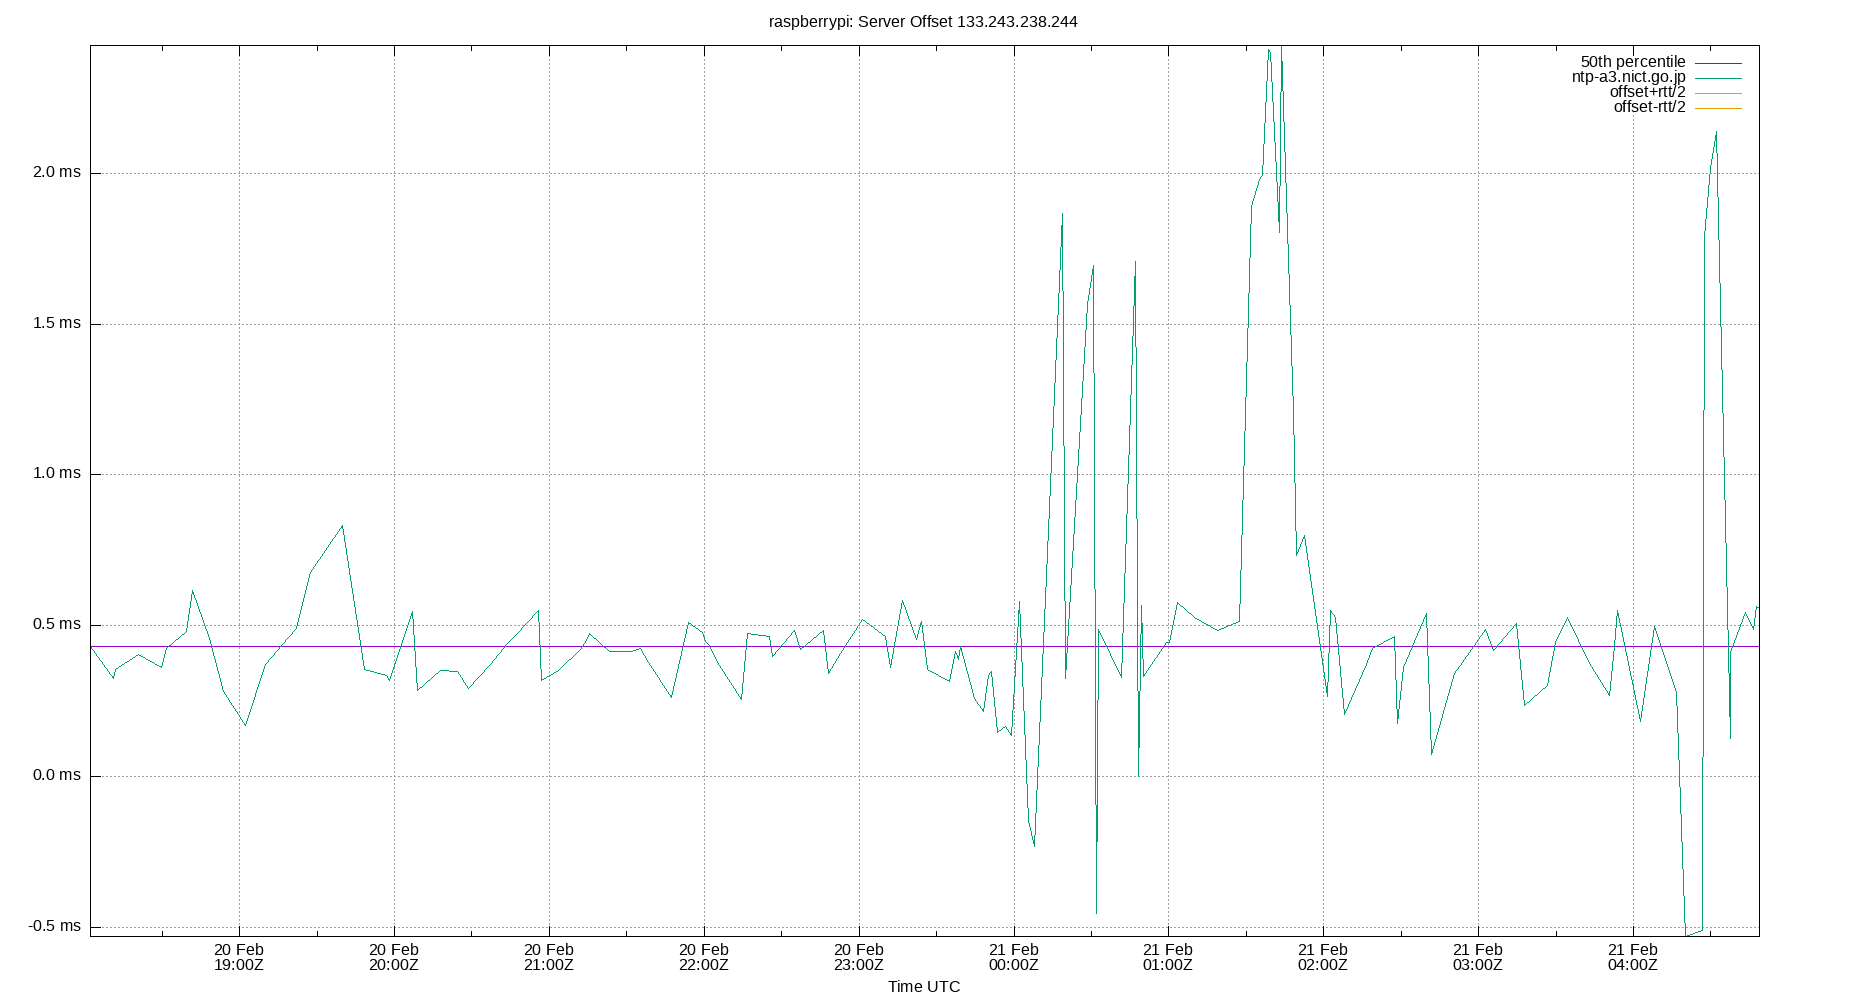 raspberrypi: Server Offset 133.243.238.244
50th percentile
ntp-a3.nict.go.jp
offset+rtt/2
offset-rtt/2
2.0 ms
1.5 ms
1.0 ms
0.5 ms
0.0 ms
-0.5 ms
20 Feb 20 Feb 20 Feb 20 Feb 20 Feb 21 Feb 21 Feb 21 Feb 21 Feb 21 Feb
19:00Z 20:00Z 21:00Z 22:00Z 23:00Z 00:00Z 01:00Z 02:00Z 03:00Z 04:00Z
Time UTC